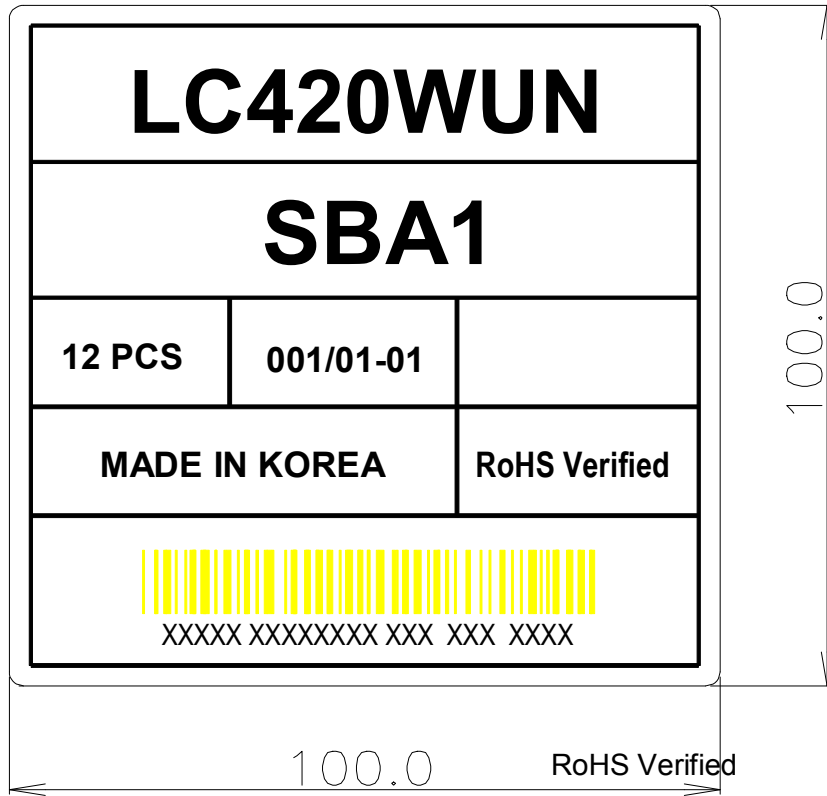 LC420WUN
SBA1
12 PCS 001/01-01
MADE IN KOREA RoHS Verified
XXXXX XXXXXXXX XXX XXX XXXX
100.0
100.0
RoHS Verified